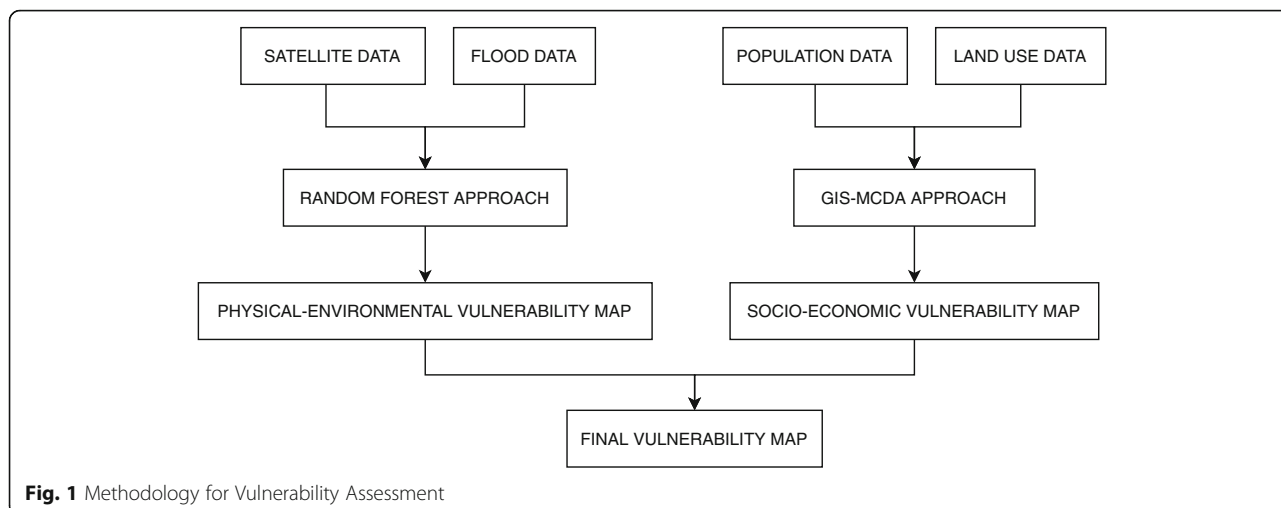 SATELLITE DATA
FLOOD DATA
POPULATION DATA
LAND USE DATA
RANDOM FOREST APPROACH
GIS-MCDA APPROACH
PHYSICAL-ENVIRONMENTAL VULNERABILITY MAP
SOCIO-ECONOMIC VULNERABILITY MAP
FINAL VULNERABILITY MAP
Fig. 1 Methodology for Vulnerability Assessment